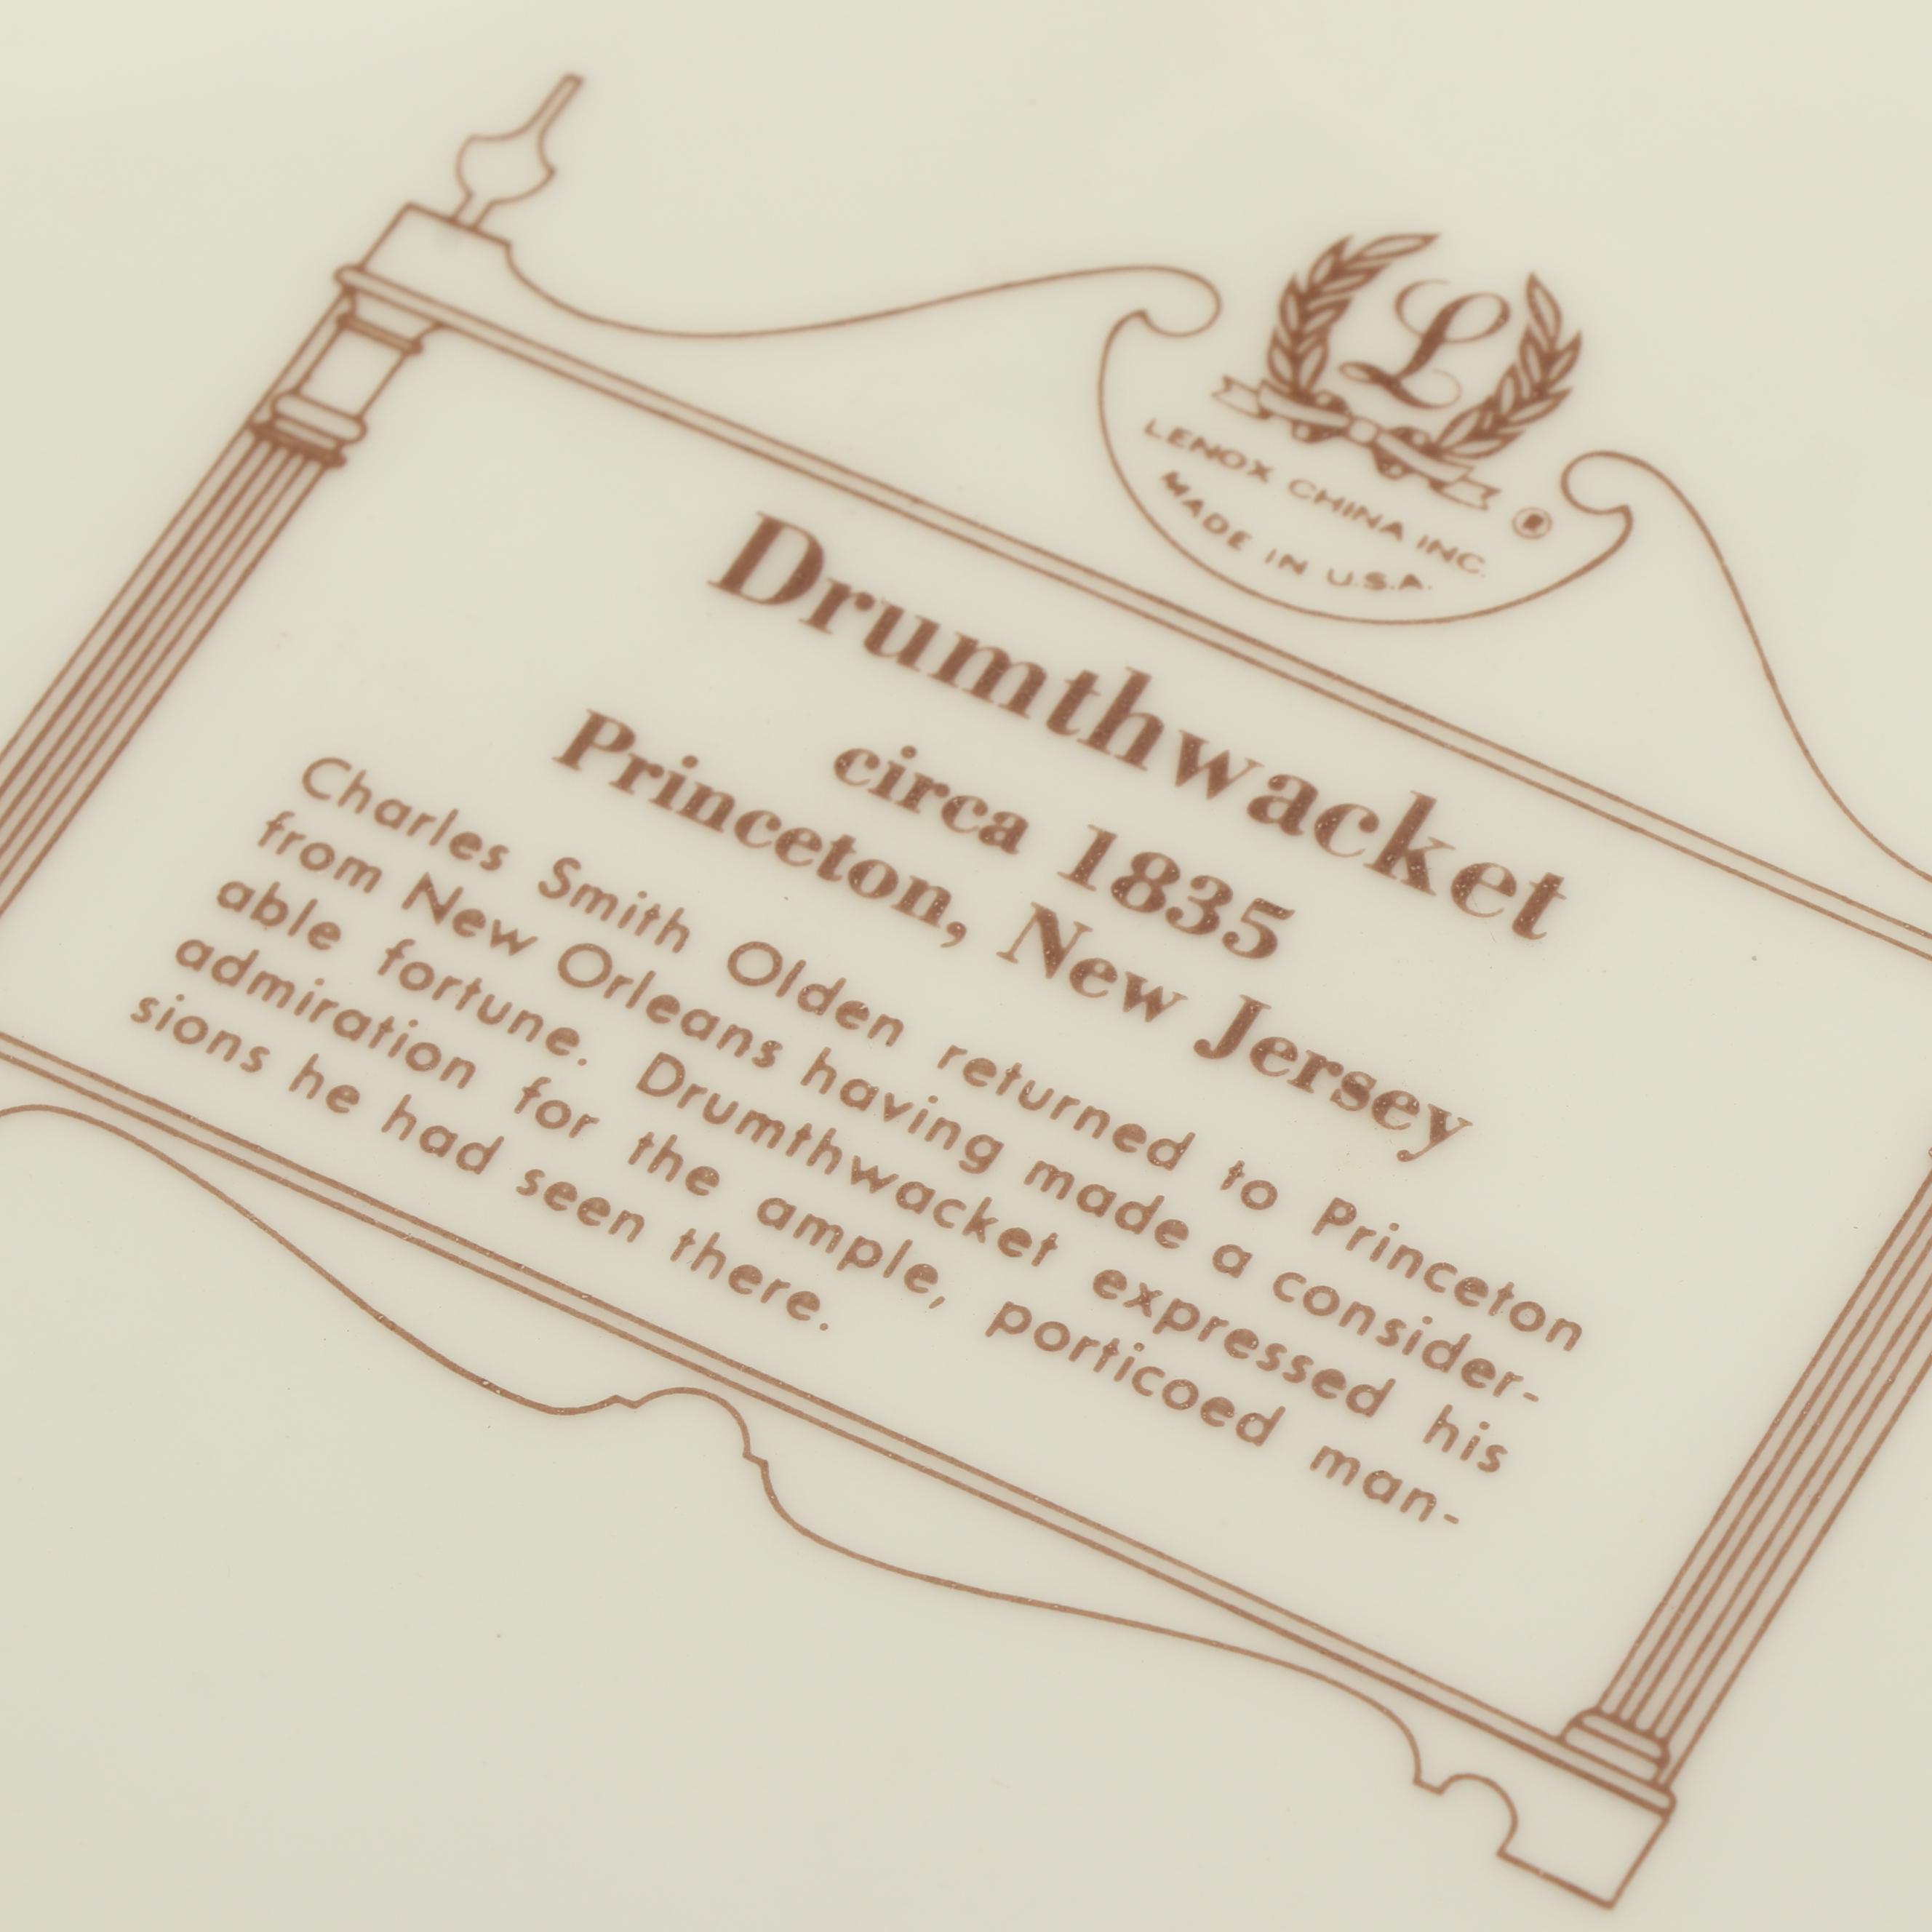 L
LENOX CHINA INC.
MADE IN U.S.A.
®
Drumthwacket
circa 1835
Princeton, New Jersey
Charles Smith Olden returned to Princeton
from New Orleans having made a consider-
able fortune. Drumthwacket expressed his
admiration for the ample, porticoed man-
sions he had seen there.